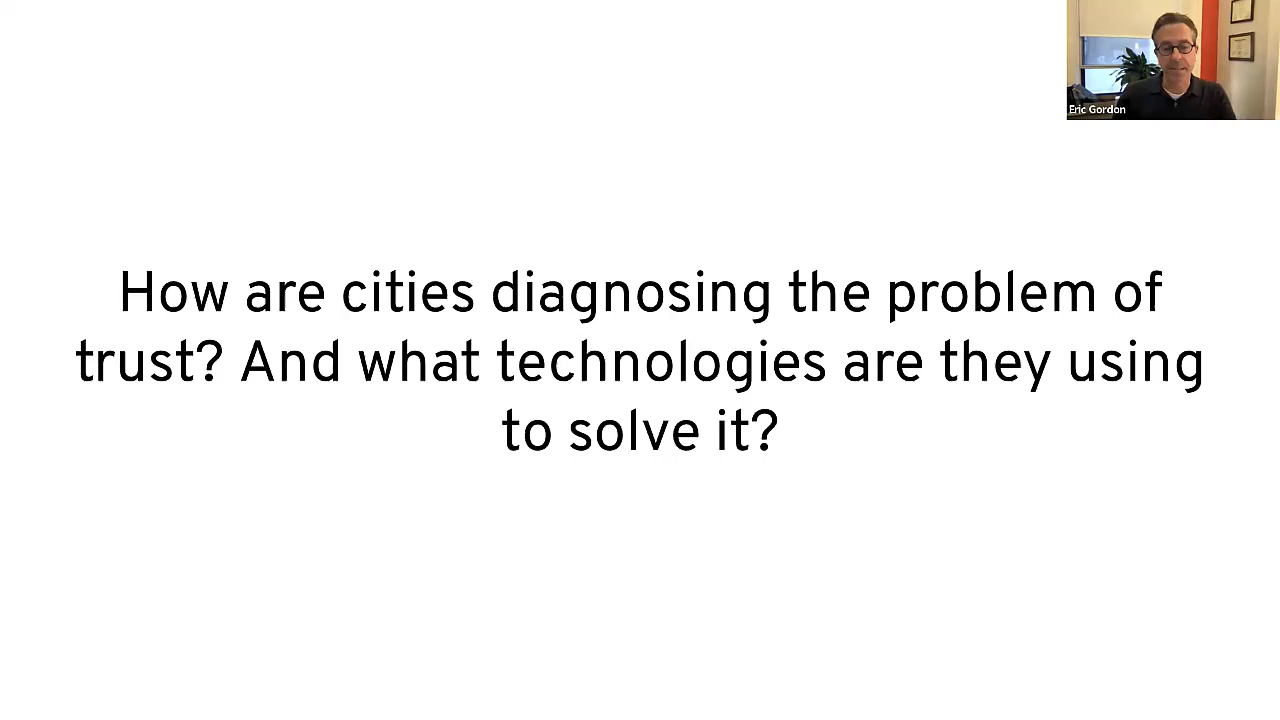 Eric Gordon
How are cities diagnosing the problem of
trust? And what technologies are they using
to solve it?